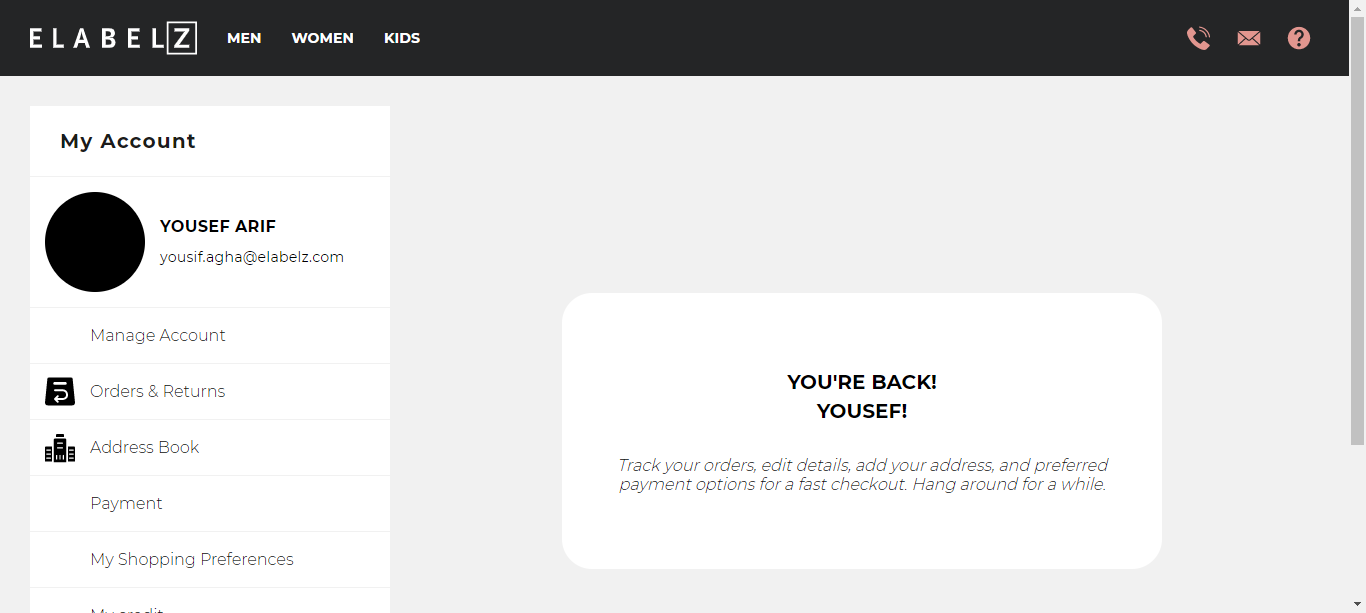 ELABELZ MEN WOMEN KIDS
My Account
YOUSEF ARIF
yousif.agha@elabelz.com
Manage Account
Orders & Returns
Address Book
Payment
My Shopping Preferences
My credit
YOU'RE BACK!
YOUSEF!
Track your orders, edit details, add your address, and preferred
payment options for a fast checkout. Hang around for a while.